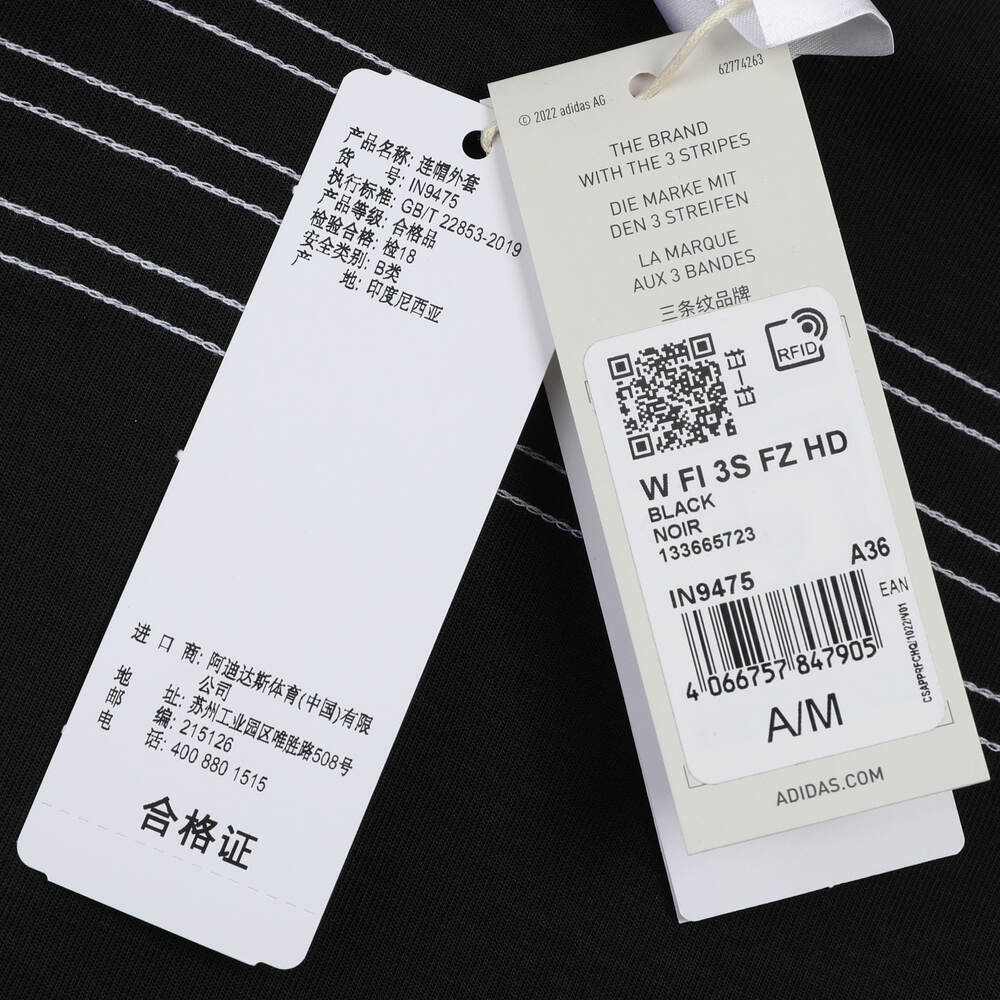 产品名称: 连帽外套
货 号: IN9475
执行标准: GB/T 22853-2019
产品等级: 合格品
检验合格: 检18
安全类别: B类
产 地: 印度尼西亚
进 口 商: 阿迪达斯体育(中国)有限
公司
地 址: 苏州工业园区唯胜路508号
邮 编: 215126
电 话: 400 880 1515
合格证
© 2022 adidas AG
62774263
THE BRAND
WITH THE 3 STRIPES
DIE MARKE MIT
DEN 3 STREIFEN
LA MARQUE
AUX 3 BANDES
三条纹品牌
扫一扫
RFID
W FI 3S FZ HD
BLACK
NOIR
133665723
IN9475
A36
EAN
4 066757 847905
CSAPPRFCHQ/1022/V01
A/M
ADIDAS.COM